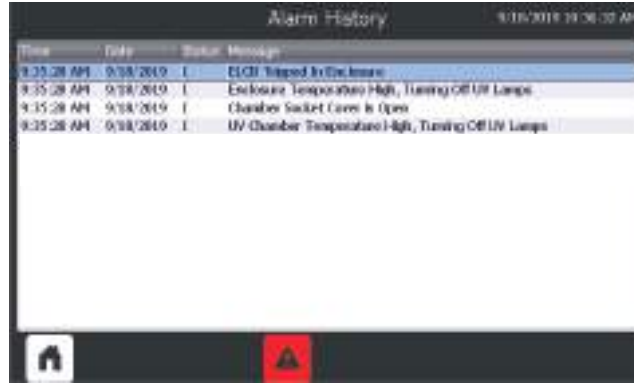 Alarm History 9/18/2019 10:36:32 AM
Time Date Status Message
9:35:28 AM 9/18/2019 I ELCB Tripped In Enclosure
9:35:28 AM 9/18/2019 I Enclosure Temperature High, Turning Off UV Lamps
9:35:28 AM 9/18/2019 I Chamber Socket Cover is Open
9:35:28 AM 9/18/2019 I UV Chamber Temperature High, Turning Off UV Lamps